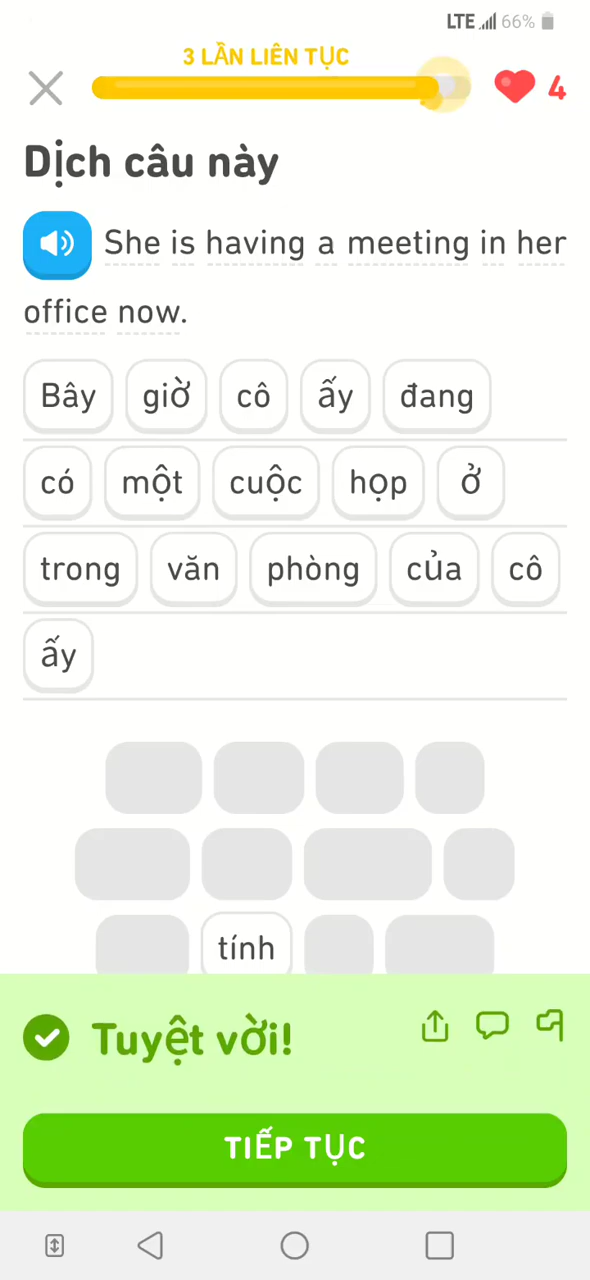 LTE 66%
3 LẦN LIÊN TỤC
4
Dịch câu này
She is having a meeting in her
office now.
Bây giờ cô ấy đang
có một cuộc họp ở
trong văn phòng của cô
ấy
tính
Tuyệt vời!
TIẾP TỤC